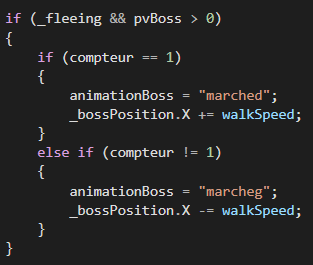 if (_fleeing && pvBoss > 0)
{
    if (compteur == 1)
    {
        animationBoss = "marched";
        _bossPosition.X += walkSpeed;
    }
    else if (compteur != 1)
    {
        animationBoss = "marcheg";
        _bossPosition.X -= walkSpeed;
    }
}